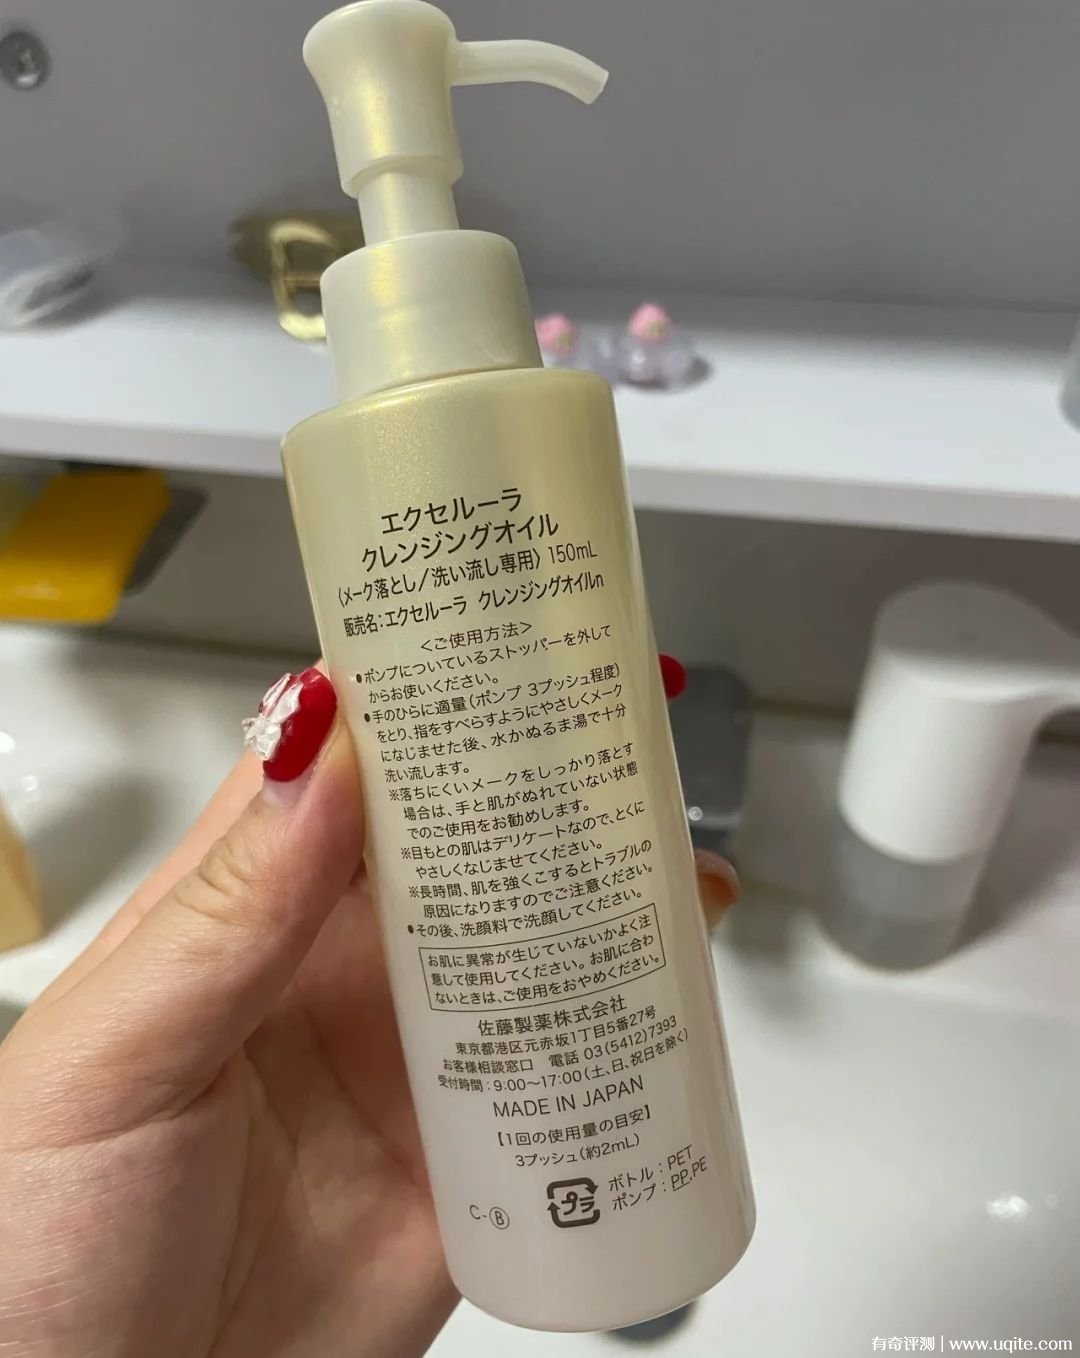 エクセルーラ
クレンジングオイル
〈メーク落とし/洗い流し専用〉 150mL
販売名:エクセルーラ クレンジングオイルn
<ご使用方法>
●ポンプについているストッパーを外して
からお使いください。
●手のひらに適量(ポンプ 3プッシュ程度)
をとり、指をすべらすようにやさしくメーク
になじませた後、水かぬるま湯で十分
洗い流します。
※落ちにくいメークをしっかり落とす
場合は、手と肌がぬれていない状態
でのご使用をお勧めします。
※目もとの肌はデリケートなので、とくに
やさしくなじませてください。
※長時間、肌を強くこするとトラブルの
原因になりますのでご注意ください。
●その後、洗顔料で洗顔してください。
お肌に異常が生じていないかよく注
意して使用してください。お肌に合わ
ないときは、ご使用をおやめください。
佐藤製薬株式会社
東京都港区元赤坂1丁目5番27号
お客様相談窓口 電話 03(5412)7393
受付時間:9:00〜17:00(土、日、祝日を除く)
MADE IN JAPAN
【1回の使用量の目安】
3プッシュ(約2mL)
プラ
ボトル:PET
ポンプ:PP,PE
C-Ⓑ
有奇评测 | www.uqite.com